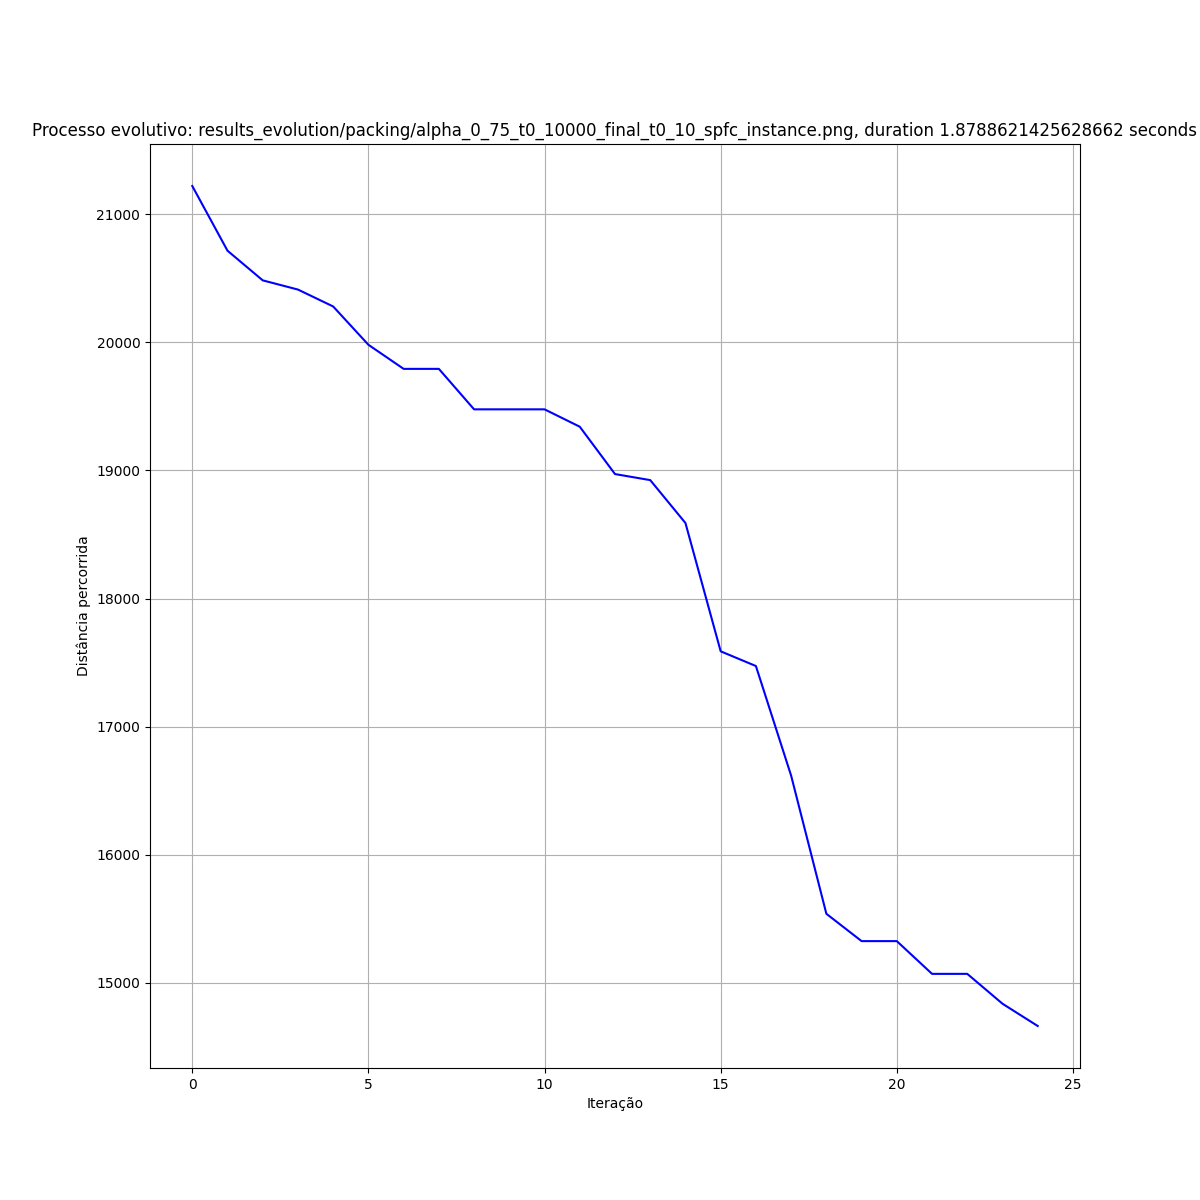 Processo evolutivo: results_evolution/packing/alpha_0_75_t0_10000_final_t0_10_spfc_instance.png, duration 1.8788621425628662 seconds
21000
20000
19000
18000
17000
16000
15000
Distância percorrida
0 5 10 15 20 25
Iteração